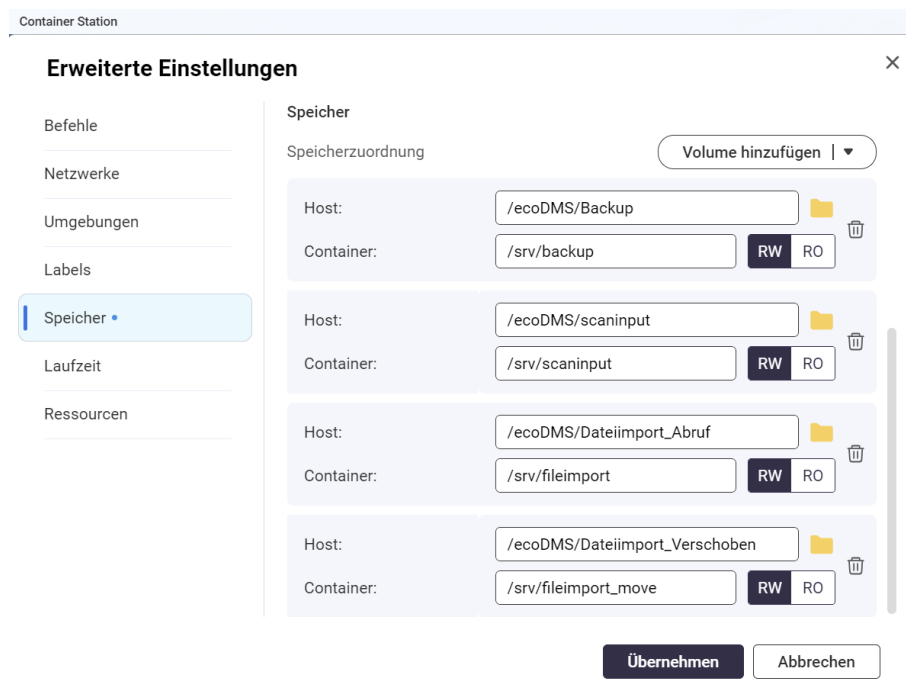 Container Station
Erweiterte Einstellungen
Befehle
Netzwerke
Umgebungen
Labels
Speicher
Laufzeit
Ressourcen
Speicher
Speicherzuordnung
Volume hinzufügen
Host: /ecoDMS/Backup
Container: /srv/backup RW RO
Host: /ecoDMS/scaninput
Container: /srv/scaninput RW RO
Host: /ecoDMS/Dateiimport_Abruf
Container: /srv/fileimport RW RO
Host: /ecoDMS/Dateiimport_Verschoben
Container: /srv/fileimport_move RW RO
Übernehmen Abbrechen